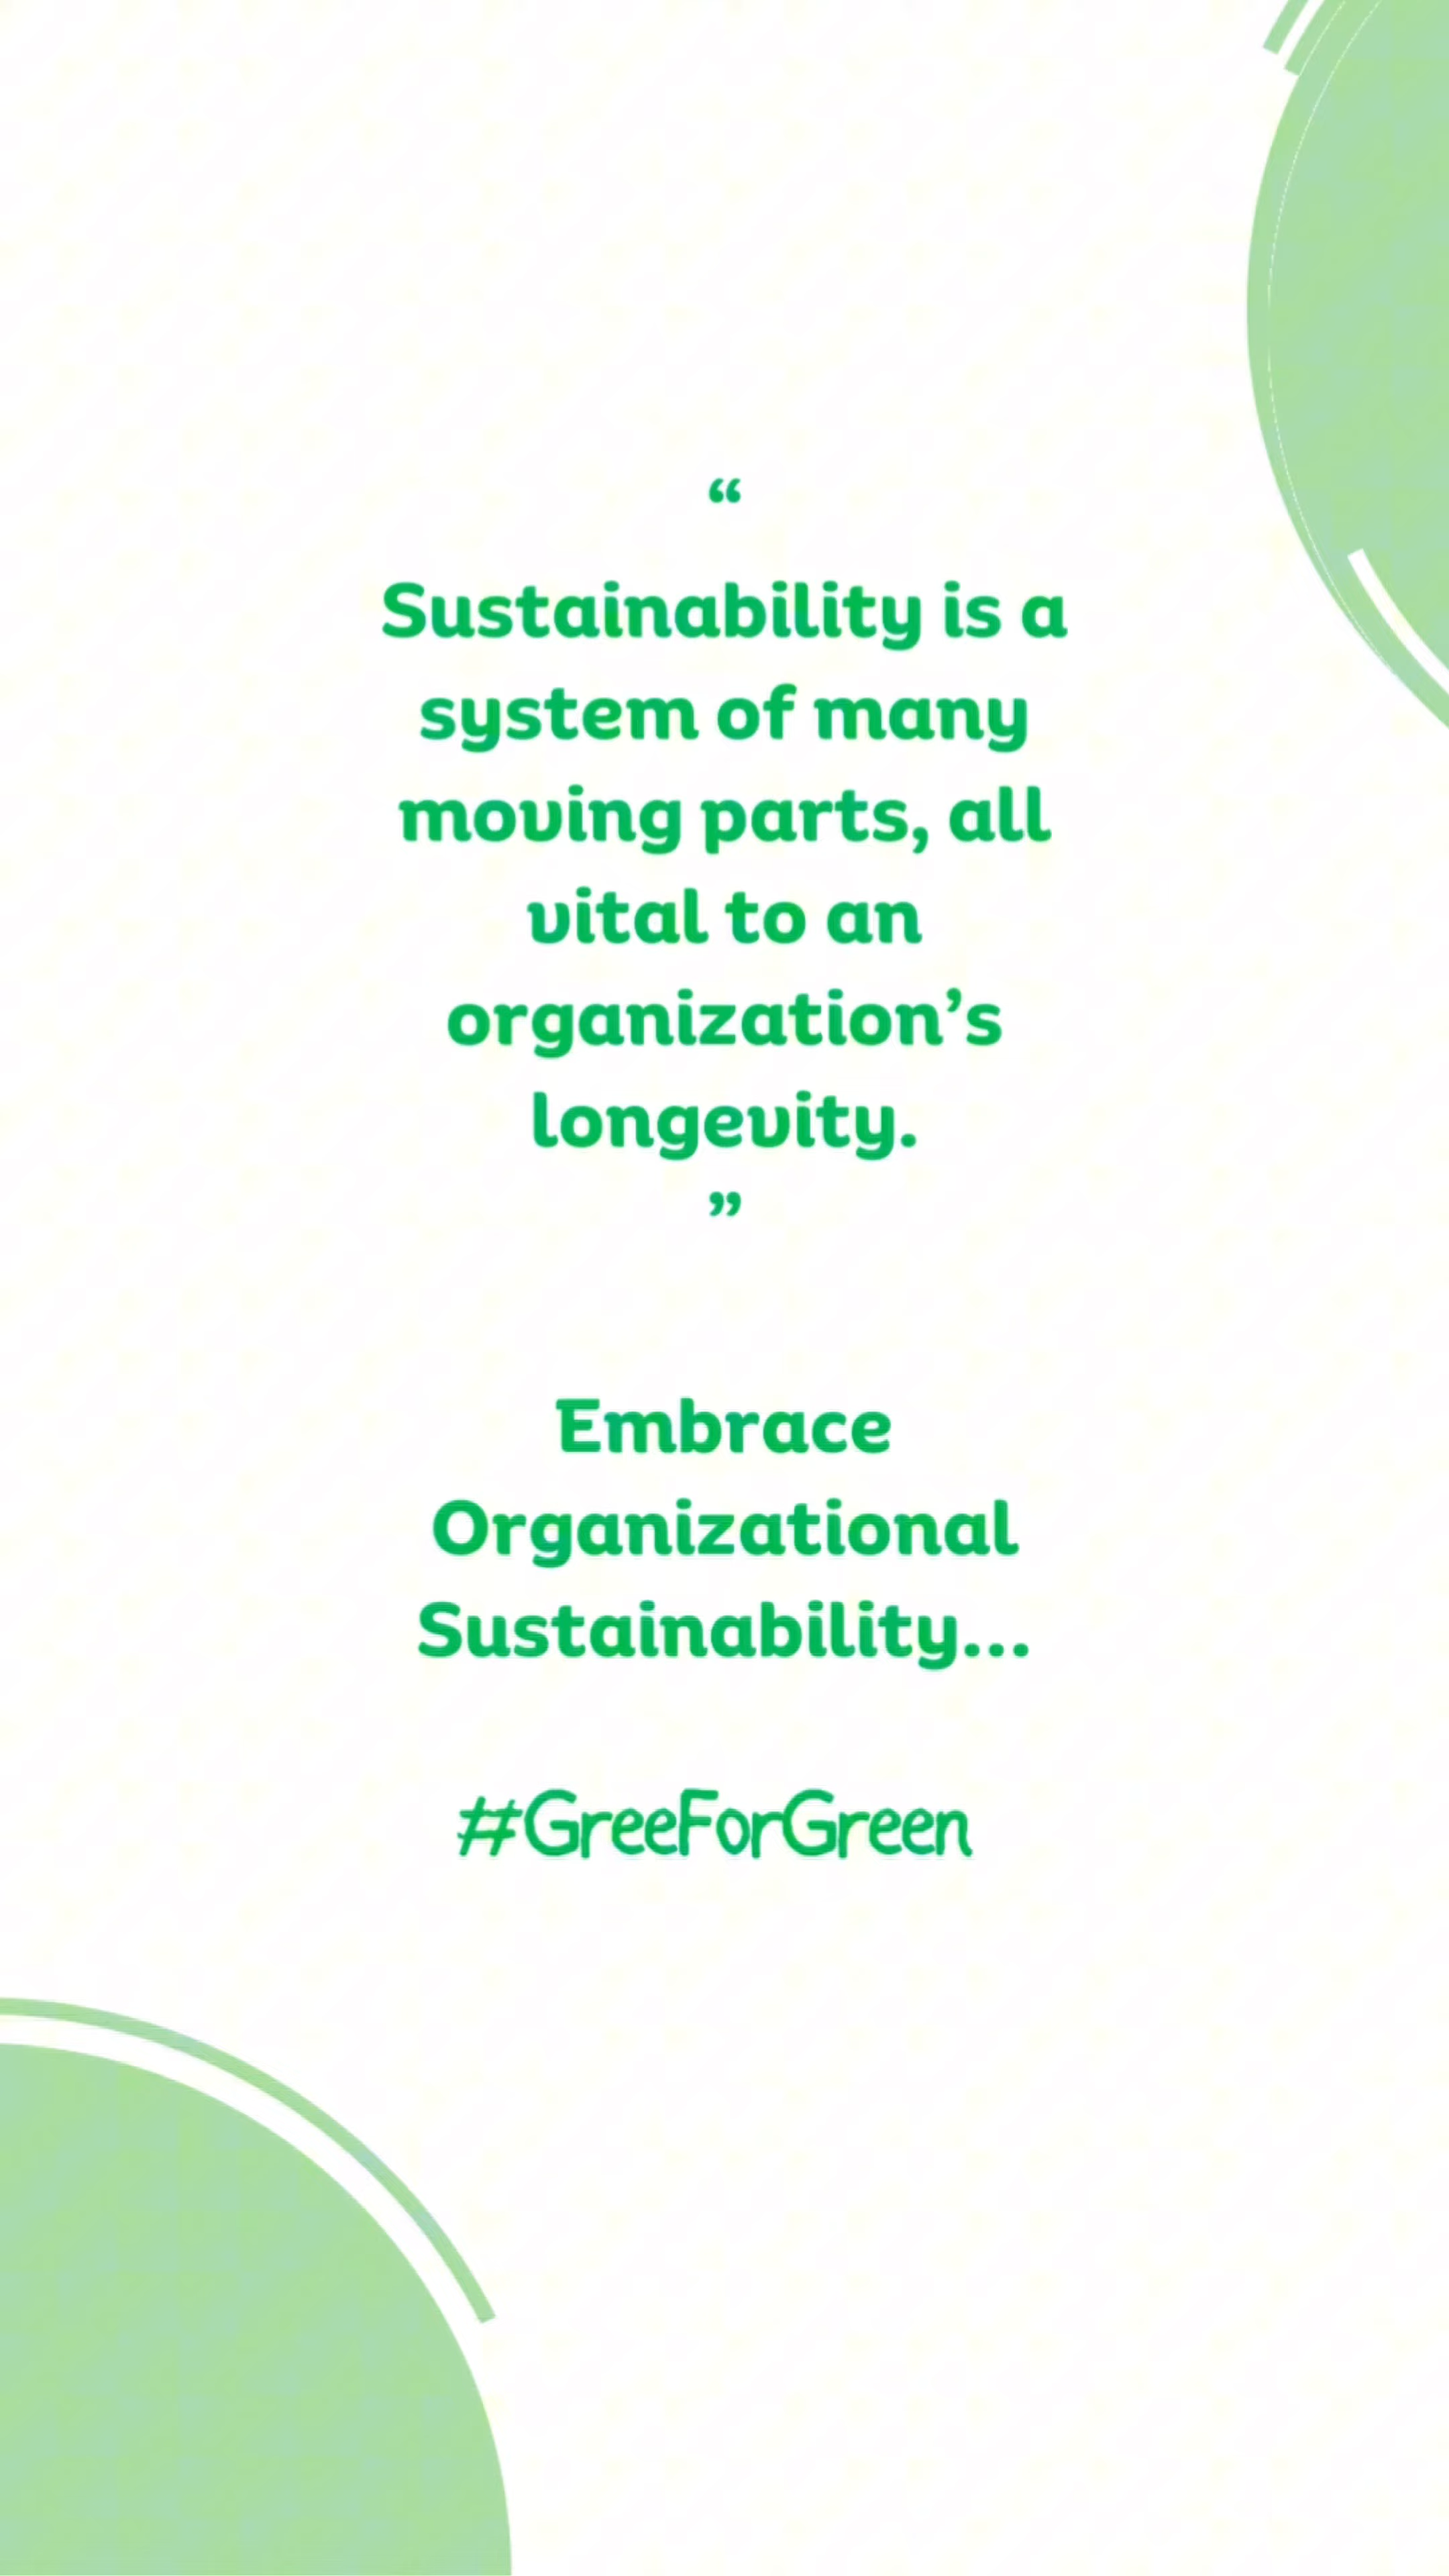 “
Sustainability is a
system of many
moving parts, all
vital to an
organization’s
longevity.
”
Embrace
Organizational
Sustainability...
#GreeForGreen